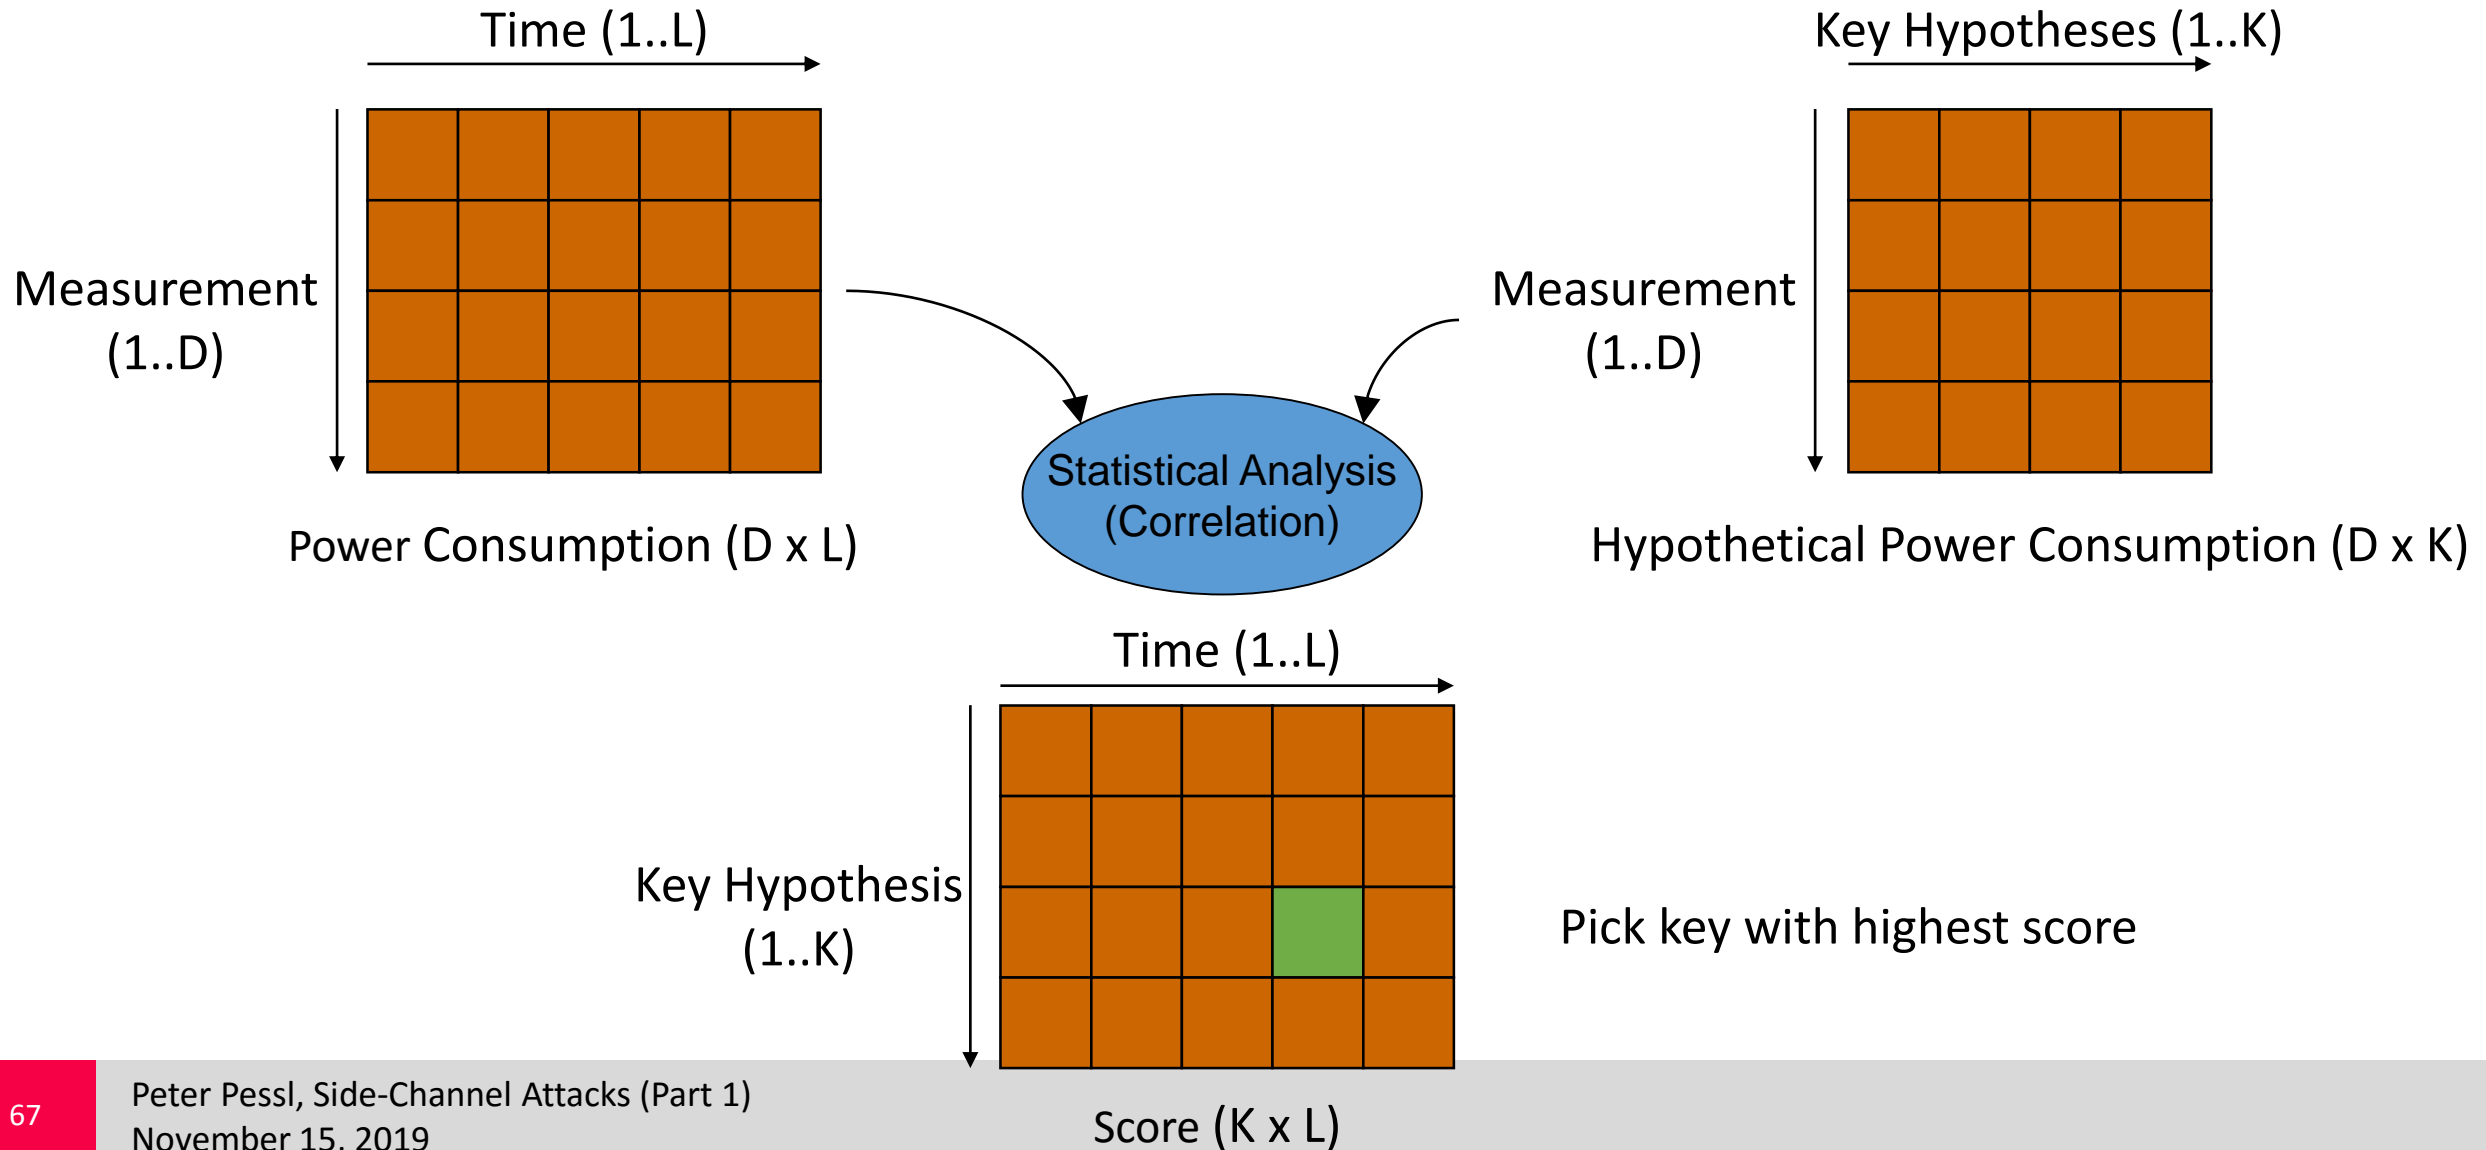 Time (1..L)
Key Hypotheses (1..K)
Measurement
(1..D)
Measurement
(1..D)
Statistical Analysis
(Correlation)
Power Consumption (D x L)
Hypothetical Power Consumption (D x K)
Time (1..L)
Key Hypothesis
(1..K)
Pick key with highest score
67
Peter Pessl, Side-Channel Attacks (Part 1)
November 15, 2019
Score (K x L)